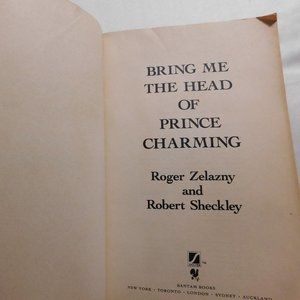 BRING ME
THE HEAD
OF
PRINCE
CHARMING
Roger Zelazny
and
Robert Sheckley
BANTAM BOOKS
NEW YORK · TORONTO · LONDON · SYDNEY · AUCKLAND